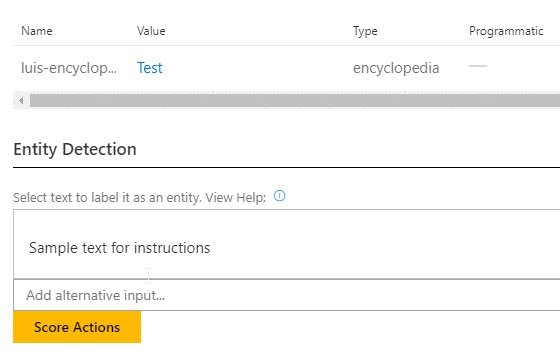 Name Value Type Programmatic
luis-encyclop... Test encyclopedia —
Entity Detection
Select text to label it as an entity. View Help:
Sample text for instructions
Add alternative input...
Score Actions